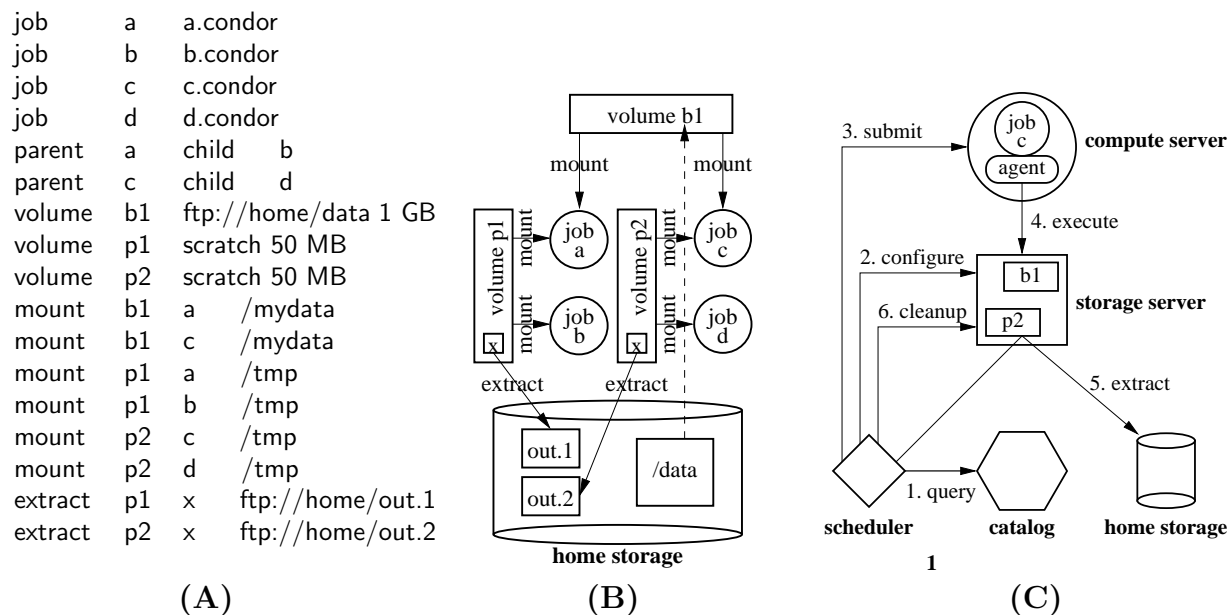 job a a.condor
job b b.condor
job c c.condor
job d d.condor
parent a child b
parent c child d
volume b1 ftp://home/data 1 GB
volume p1 scratch 50 MB
volume p2 scratch 50 MB
mount b1 a /mydata
mount b1 c /mydata
mount p1 a /tmp
mount p1 b /tmp
mount p2 c /tmp
mount p2 d /tmp
extract p1 x ftp://home/out.1
extract p2 x ftp://home/out.2
(A)
volume b1
mount
mount
volume p1
mount
job
a
volume p2
mount
job
c
mount
job
b
mount
job
d
x
x
extract
extract
out.1
out.2
/data
home storage
(B)
job
c
agent
compute server
3. submit
4. execute
2. configure
b1
storage server
6. cleanup
p2
5. extract
1. query
scheduler
catalog
home storage
1
(C)